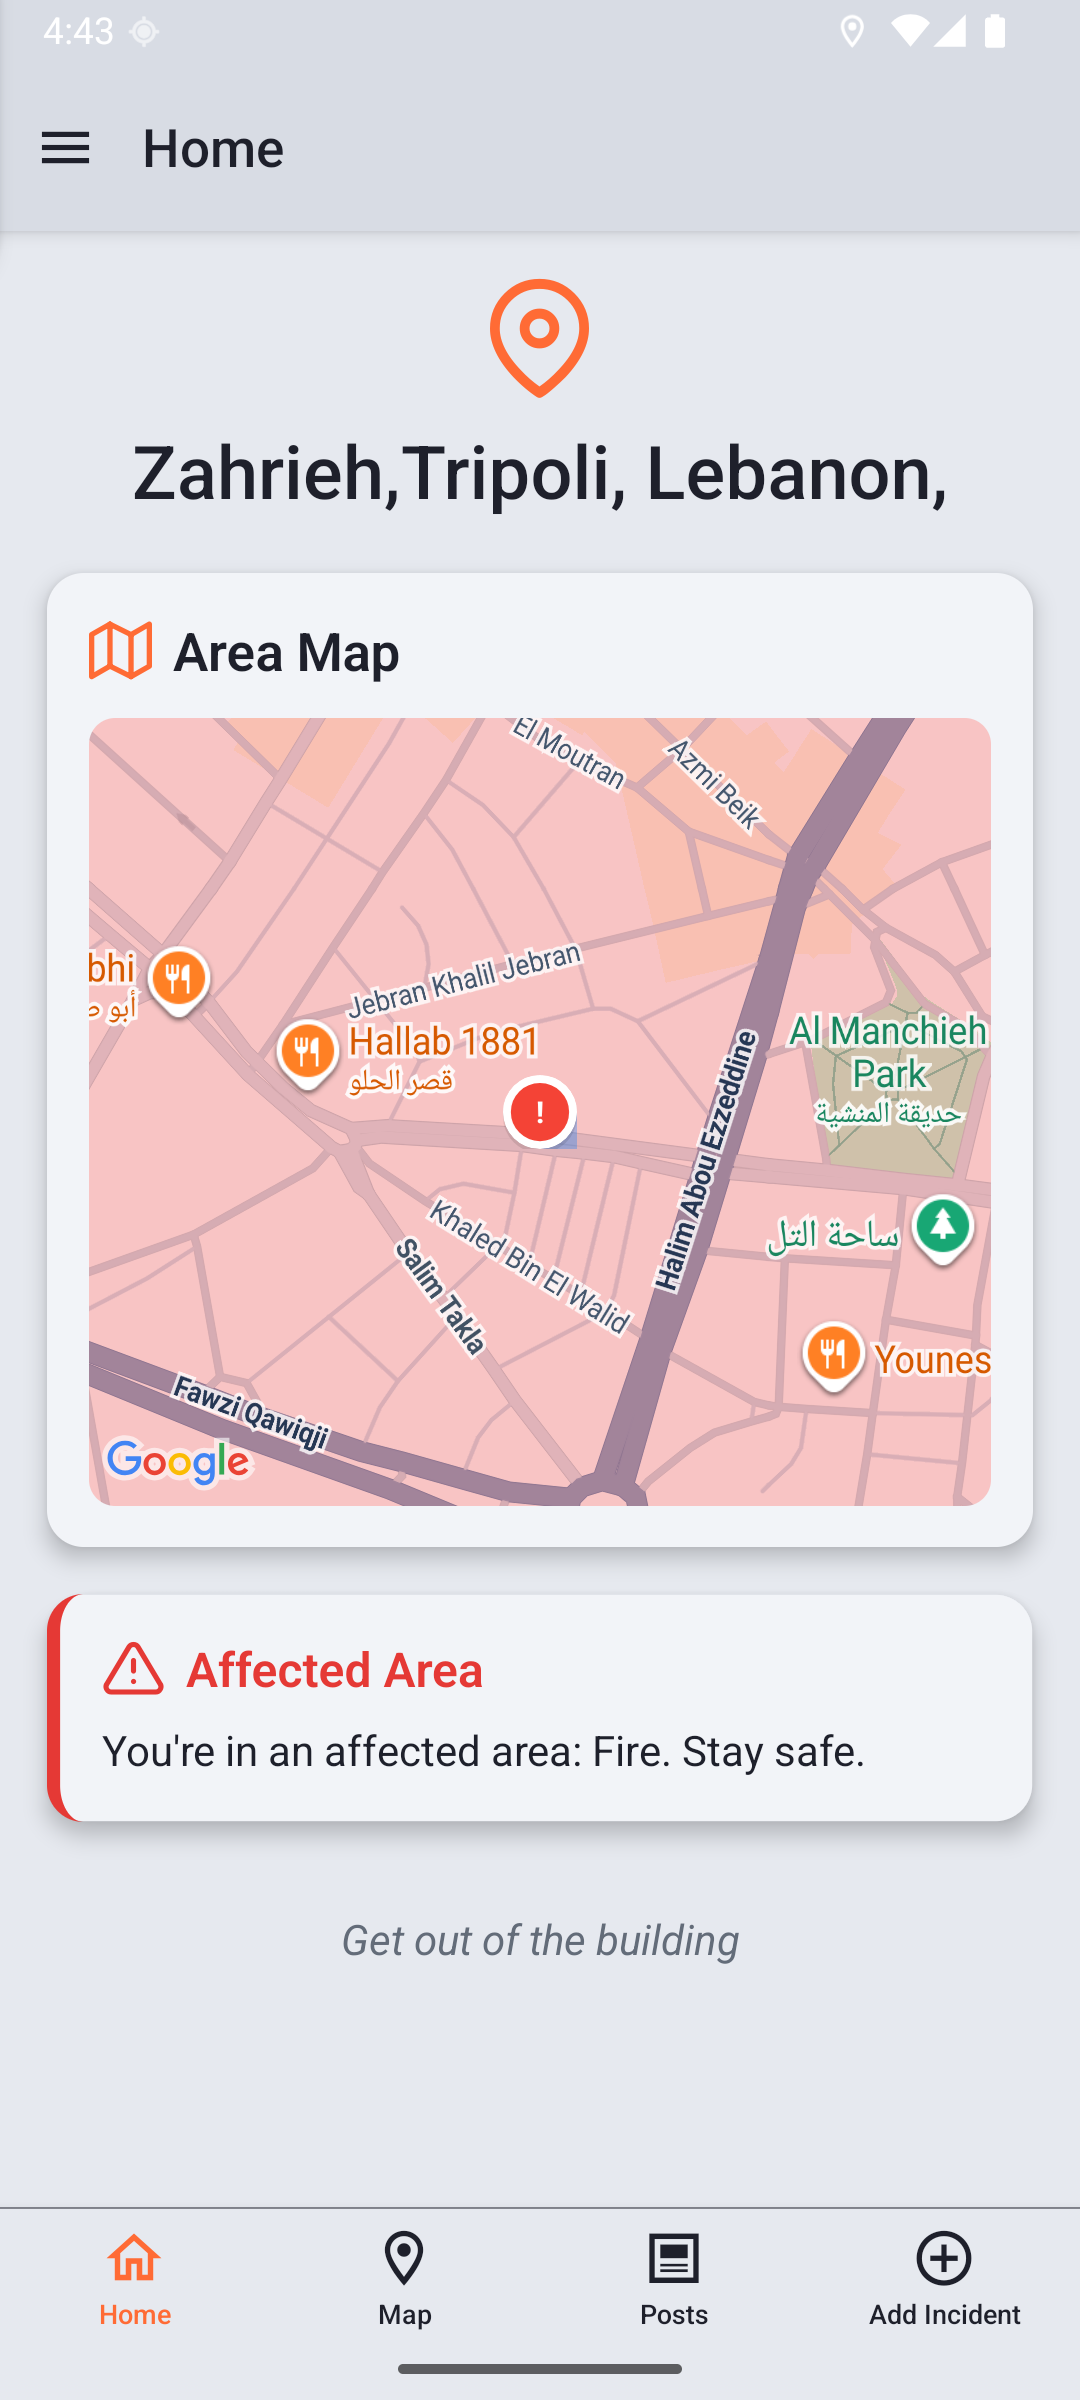 4:43
Home
Zahrieh,Tripoli, Lebanon,
Area Map
El Moutran
Azmi Beik
Jebran Khalil Jebran
bhi
Hallab 1881
قصر الحلو
Al Manchieh
Park
حديقة المنشية
Halim Abou Ezzeddine
Khaled Bin El Walid
Salim Takla
ساحة التل
Younes
Fawzi Qawiqji
Google
Affected Area
You're in an affected area: Fire. Stay safe.
Get out of the building
Home
Map
Posts
Add Incident